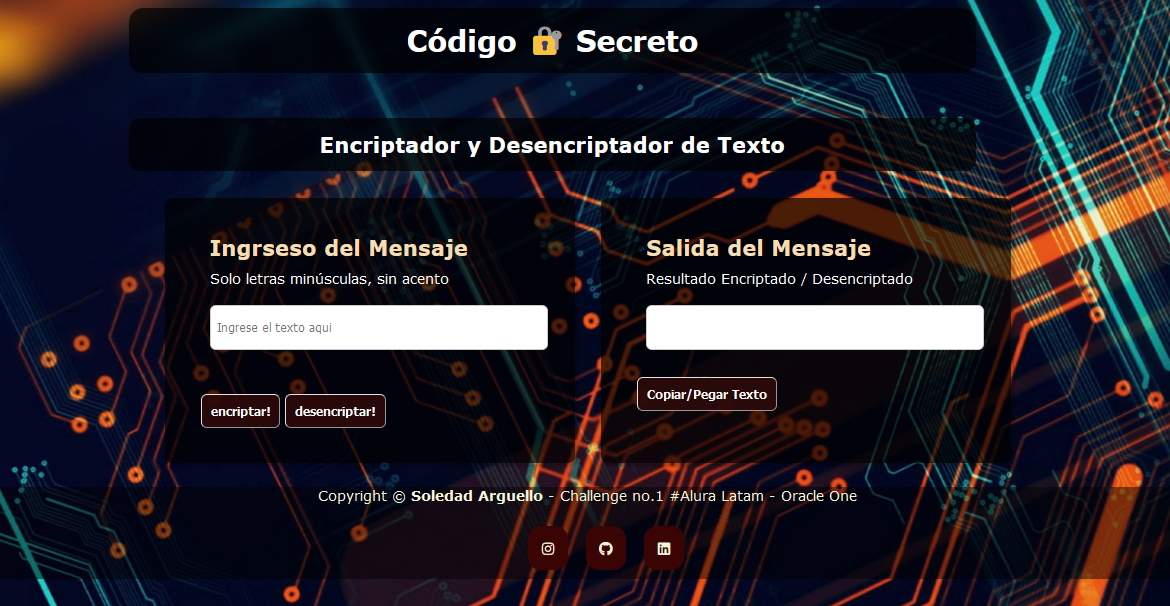 Código 🔐 Secreto
Encriptador y Desencriptador de Texto
Ingrseso del Mensaje
Solo letras minúsculas, sin acento
Ingrese el texto aqui
encriptar!
desencriptar!
Salida del Mensaje
Resultado Encriptado / Desencriptado
Copiar/Pegar Texto
Copyright © Soledad Arguello - Challenge no.1 #Alura Latam - Oracle One